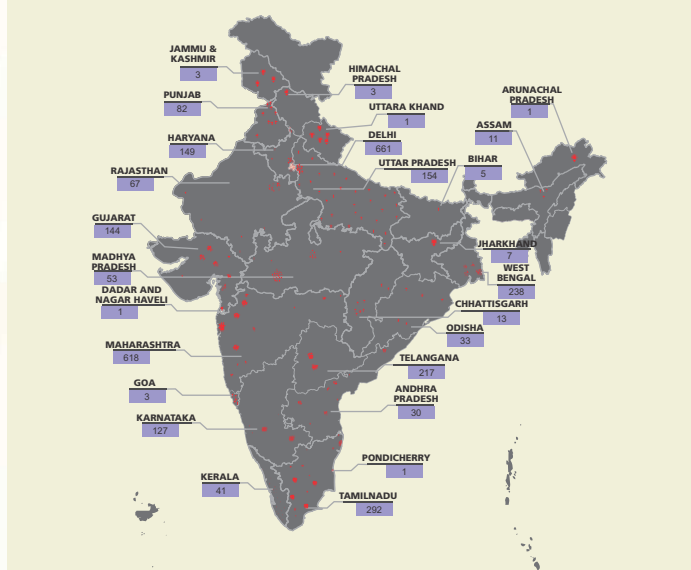 JAMMU &
KASHMIR
3
HIMACHAL
PRADESH
3
PUNJAB
82
UTTARA KHAND
1
ARUNACHAL
PRADESH
1
ASSAM
11
HARYANA
149
DELHI
661
UTTAR PRADESH
154
BIHAR
5
RAJASTHAN
67
GUJARAT
144
JHARKHAND
7
MADHYA
PRADESH
53
WEST
BENGAL
238
DADAR AND
NAGAR HAVELI
1
CHHATTISGARH
13
ODISHA
33
MAHARASHTRA
618
TELANGANA
217
GOA
3
ANDHRA
PRADESH
30
KARNATAKA
127
PONDICHERRY
1
KERALA
41
TAMILNADU
292